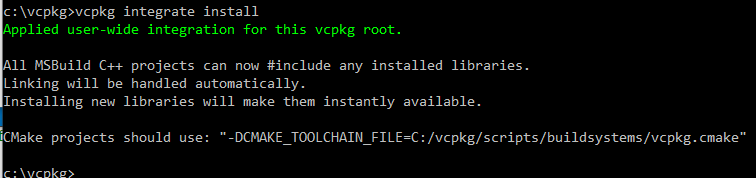 c:\vcpkg>vcpkg integrate install
Applied user-wide integration for this vcpkg root.
All MSBuild C++ projects can now #include any installed libraries.
Linking will be handled automatically.
Installing new libraries will make them instantly available.
CMake projects should use: "-DCMAKE_TOOLCHAIN_FILE=C:/vcpkg/scripts/buildsystems/vcpkg.cmake"
c:\vcpkg>